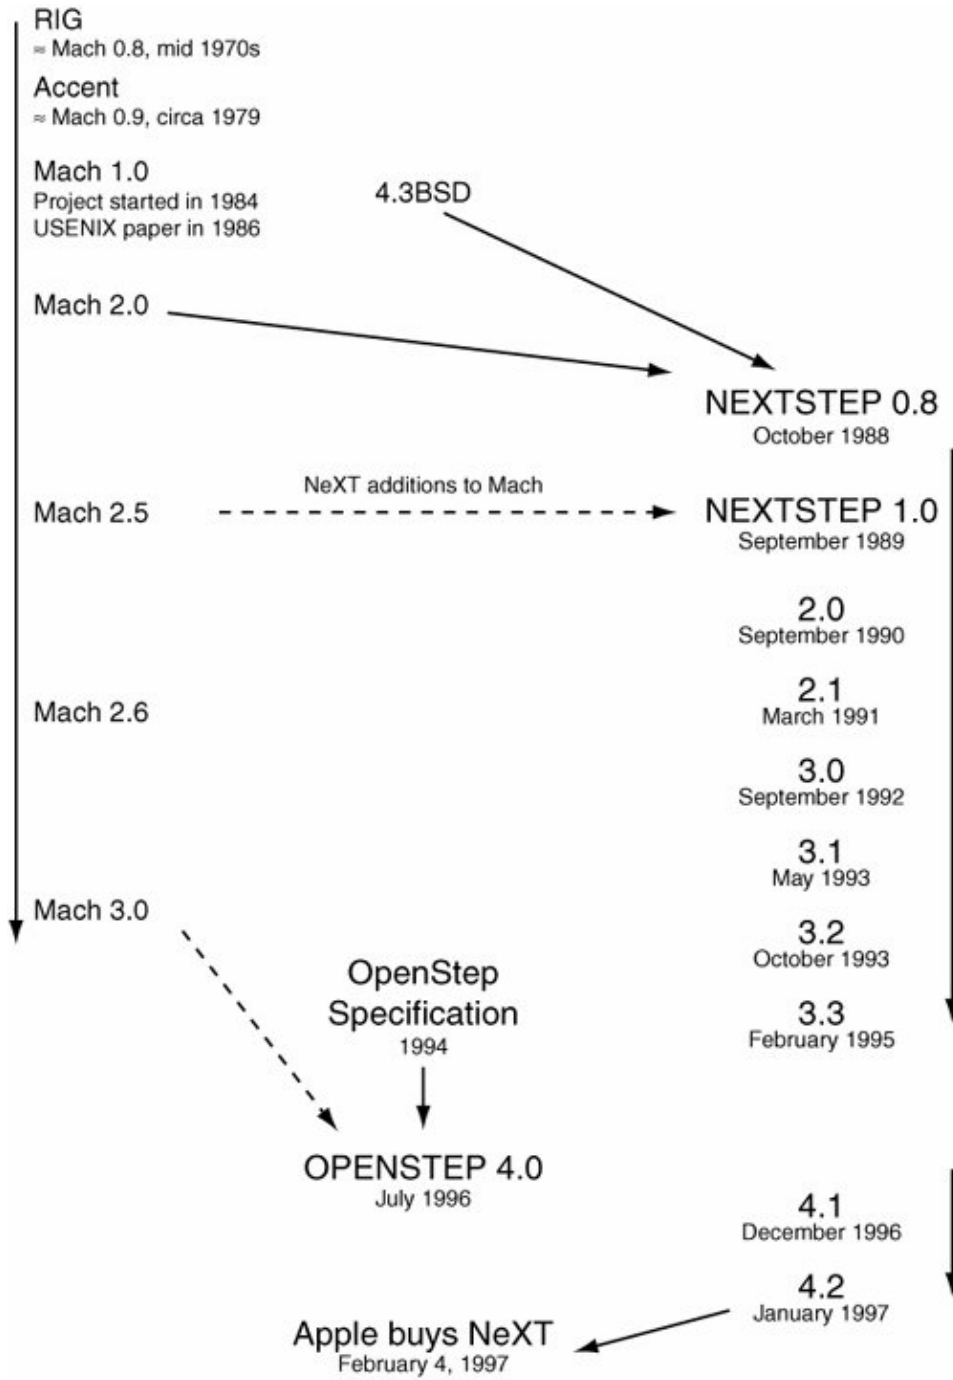 RIG
≈ Mach 0.8, mid 1970s
Accent
≈ Mach 0.9, circa 1979
Mach 1.0
Project started in 1984
USENIX paper in 1986
4.3BSD
Mach 2.0
NEXTSTEP 0.8
October 1988
NeXT additions to Mach
Mach 2.5
NEXTSTEP 1.0
September 1989
2.0
September 1990
2.1
March 1991
Mach 2.6
3.0
September 1992
3.1
May 1993
Mach 3.0
3.2
October 1993
OpenStep
Specification
1994
3.3
February 1995
OPENSTEP 4.0
July 1996
4.1
December 1996
4.2
January 1997
Apple buys NeXT
February 4, 1997